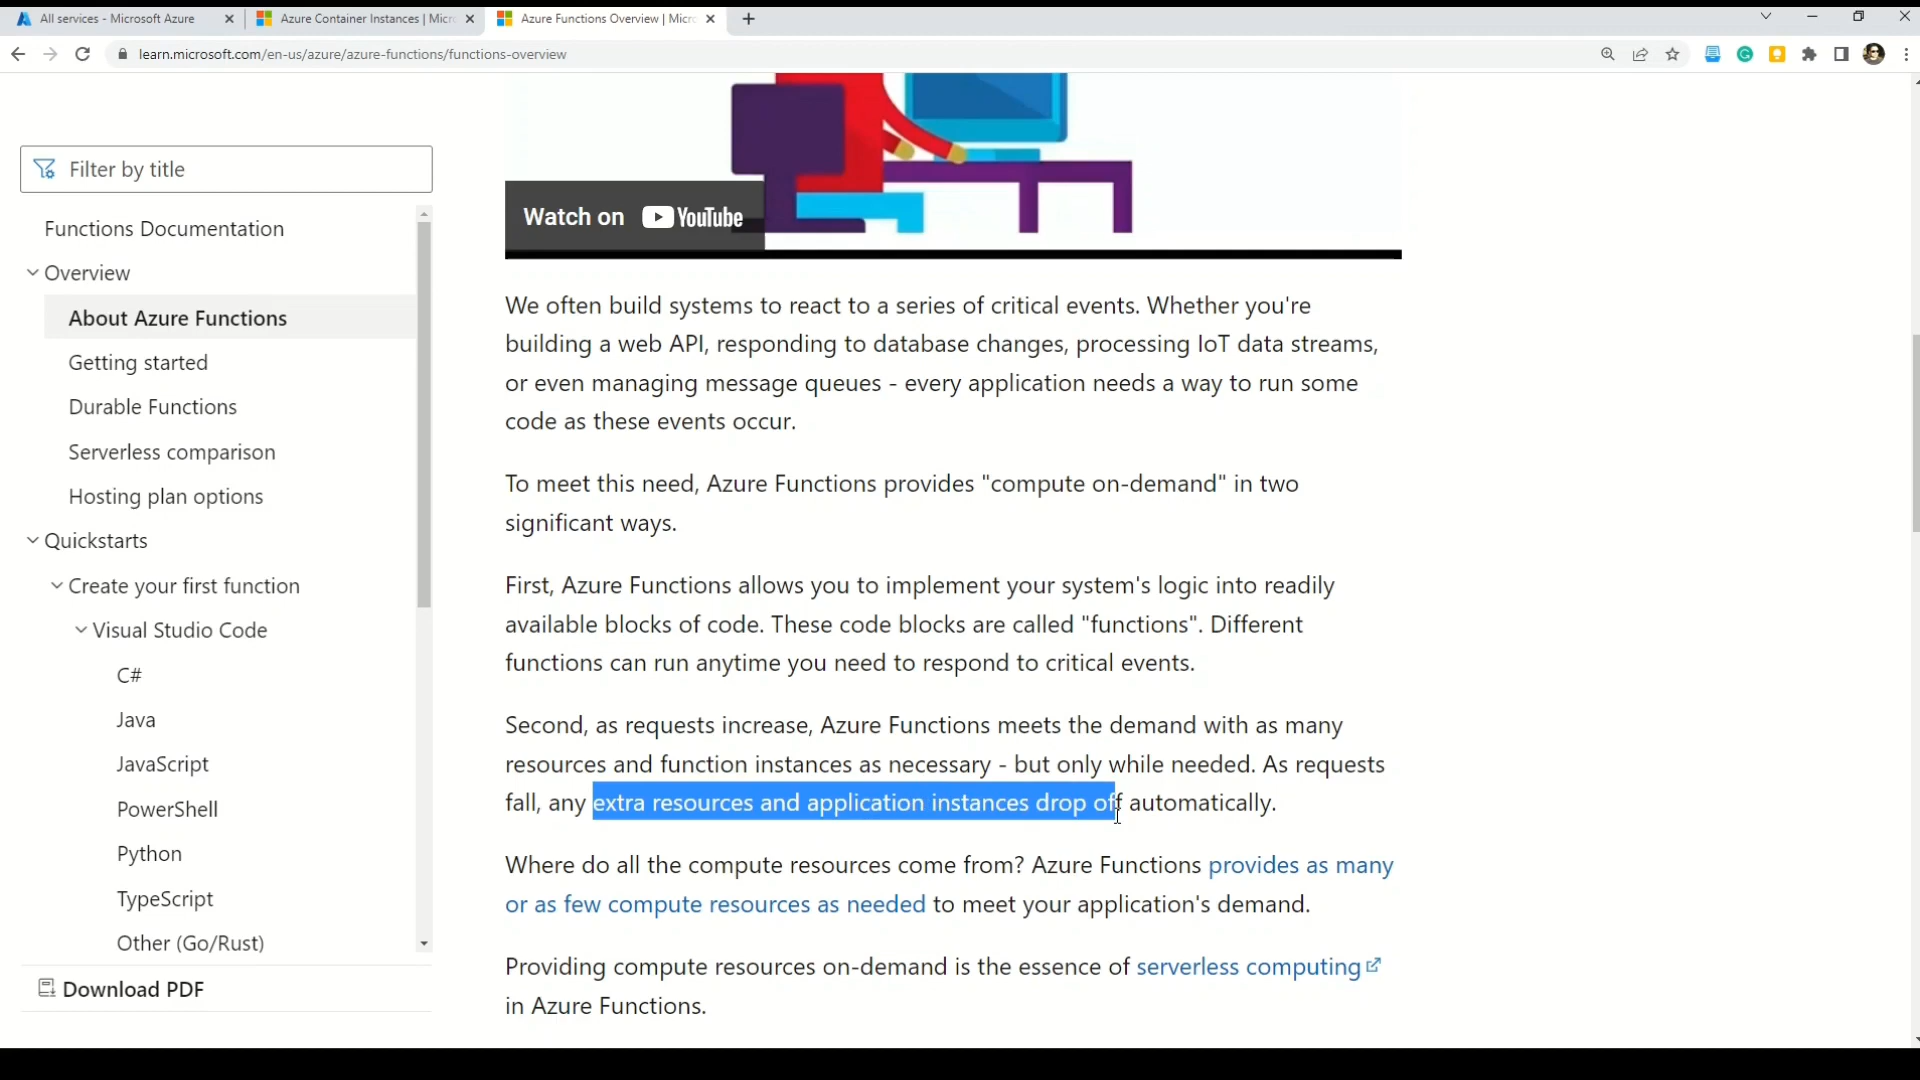 All services - Microsoft Azure
Azure Container Instances | Micr
Azure Functions Overview | Micr
learn.microsoft.com/en-us/azure/azure-functions/functions-overview
Filter by title
Functions Documentation
Overview
About Azure Functions
Getting started
Durable Functions
Serverless comparison
Hosting plan options
Quickstarts
Create your first function
Visual Studio Code
C#
Java
JavaScript
PowerShell
Python
TypeScript
Other (Go/Rust)
Download PDF
Watch on YouTube
We often build systems to react to a series of critical events. Whether you're
building a web API, responding to database changes, processing IoT data streams,
or even managing message queues - every application needs a way to run some
code as these events occur.
To meet this need, Azure Functions provides "compute on-demand" in two
significant ways.
First, Azure Functions allows you to implement your system's logic into readily
available blocks of code. These code blocks are called "functions". Different
functions can run anytime you need to respond to critical events.
Second, as requests increase, Azure Functions meets the demand with as many
resources and function instances as necessary - but only while needed. As requests
fall, any extra resources and application instances drop off automatically.
Where do all the compute resources come from? Azure Functions provides as many
or as few compute resources as needed to meet your application's demand.
Providing compute resources on-demand is the essence of serverless computing
in Azure Functions.